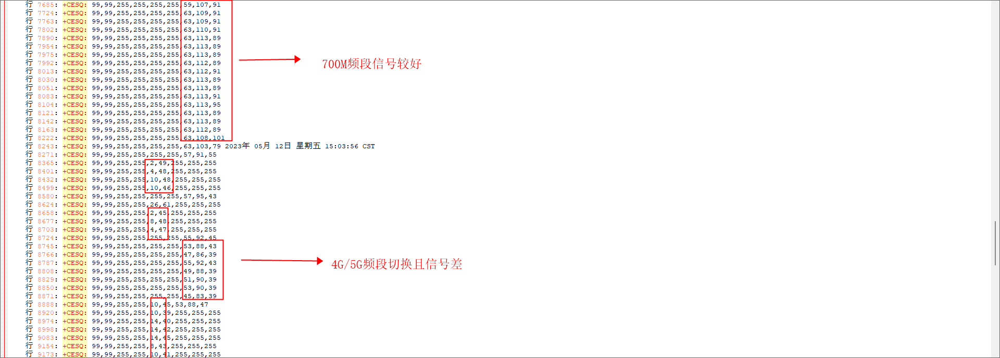 行 7685: +CESQ: 99,99,255,255,255,255,59,107,91
行 7724: +CESQ: 99,99,255,255,255,255,63,109,91
行 7763: +CESQ: 99,99,255,255,255,255,63,109,91
行 7802: +CESQ: 99,99,255,255,255,255,63,110,91
行 7890: +CESQ: 99,99,255,255,255,255,63,113,89
行 7954: +CESQ: 99,99,255,255,255,255,63,113,89
行 7975: +CESQ: 99,99,255,255,255,255,63,113,89
行 7992: +CESQ: 99,99,255,255,255,255,63,112,89
700M频段信号较好
行 8013: +CESQ: 99,99,255,255,255,255,63,112,91
行 8030: +CESQ: 99,99,255,255,255,255,63,113,89
行 8051: +CESQ: 99,99,255,255,255,255,63,113,89
行 8083: +CESQ: 99,99,255,255,255,255,63,113,91
行 8104: +CESQ: 99,99,255,255,255,255,63,113,95
行 8121: +CESQ: 99,99,255,255,255,255,63,113,89
行 8142: +CESQ: 99,99,255,255,255,255,63,113,89
行 8163: +CESQ: 99,99,255,255,255,255,63,112,89
行 8222: +CESQ: 99,99,255,255,255,255,63,108,101
行 8243: +CESQ: 99,99,255,255,255,255,63,103,79 2023年 05月 12日 星期五 15:03:56 CST
行 8271: +CESQ: 99,99,255,255,255,255,57,91,55
行 8365: +CESQ: 99,99,255,255,2,49,255,255,255
行 8401: +CESQ: 99,99,255,255,4,48,255,255,255
行 8432: +CESQ: 99,99,255,255,10,48,255,255,255
行 8499: +CESQ: 99,99,255,255,10,46,255,255,255
行 8580: +CESQ: 99,99,255,255,255,255,57,95,43
行 8624: +CESQ: 99,99,255,255,26,61,255,255,255
行 8658: +CESQ: 99,99,255,255,2,45,255,255,255
行 8677: +CESQ: 99,99,255,255,8,48,255,255,255
行 8703: +CESQ: 99,99,255,255,4,47,255,255,255
行 8724: +CESQ: 99,99,255,255,255,255,55,92,45
行 8745: +CESQ: 99,99,255,255,255,255,53,88,43
行 8766: +CESQ: 99,99,255,255,255,255,47,86,39
行 8787: +CESQ: 99,99,255,255,255,255,55,92,43
4G/5G频段切换且信号差
行 8808: +CESQ: 99,99,255,255,255,255,49,88,39
行 8829: +CESQ: 99,99,255,255,255,255,51,90,39
行 8850: +CESQ: 99,99,255,255,255,255,53,90,39
行 8871: +CESQ: 99,99,255,255,255,255,45,83,39
行 8888: +CESQ: 99,99,255,255,10,45,53,88,47
行 8920: +CESQ: 99,99,255,255,10,39,255,255,255
行 8974: +CESQ: 99,99,255,255,14,40,255,255,255
行 8998: +CESQ: 99,99,255,255,14,42,255,255,255
行 9083: +CESQ: 99,99,255,255,14,45,255,255,255
行 9154: +CESQ: 99,99,255,255,8,43,255,255,255
行 9173: +CESQ: 99,99,255,255,10,41,255,255,255